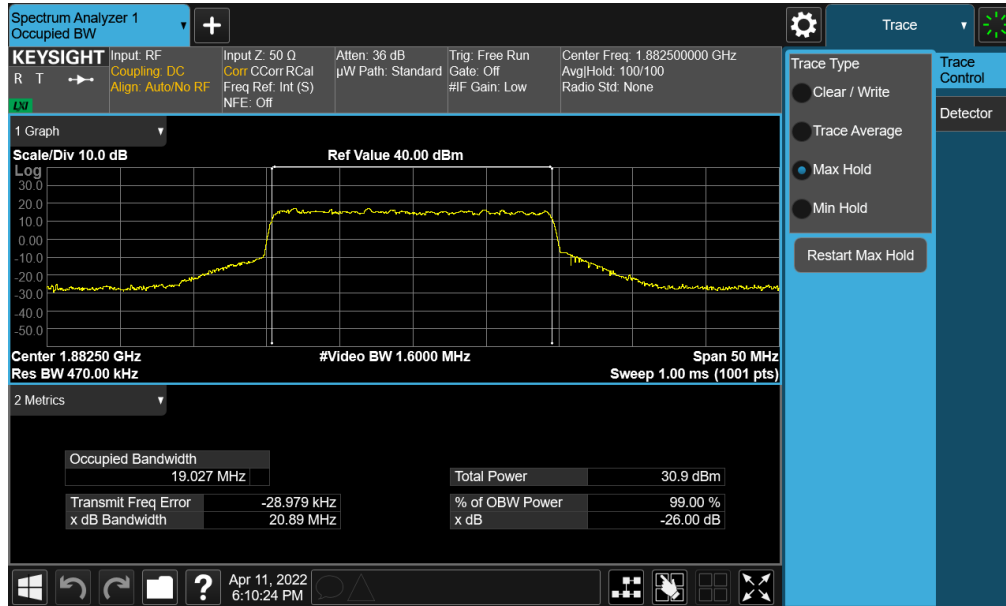 Spectrum Analyzer 1
Occupied BW
+
Trace
KEYSIGHT
R T
LXI
Input: RF
Coupling: DC
Align: Auto/No RF
Input Z: 50 Ω
Corr CCorr RCal
Freq Ref: Int (S)
NFE: Off
Atten: 36 dB
µW Path: Standard
Trig: Free Run
Gate: Off
#IF Gain: Low
Center Freq: 1.882500000 GHz
Avg|Hold: 100/100
Radio Std: None
Trace Type
Clear / Write
Trace Average
Max Hold
Min Hold
Restart Max Hold
Trace
Control
Detector
1 Graph
Scale/Div 10.0 dB
Ref Value 40.00 dBm
Log
30.0
20.0
10.0
0.00
-10.0
-20.0
-30.0
-40.0
-50.0
Center 1.88250 GHz
#Video BW 1.6000 MHz
Span 50 MHz
Res BW 470.00 kHz
Sweep 1.00 ms (1001 pts)
2 Metrics
Occupied Bandwidth
19.027 MHz
Total Power 30.9 dBm
Transmit Freq Error -28.979 kHz
% of OBW Power 99.00 %
x dB Bandwidth 20.89 MHz
x dB -26.00 dB
?
Apr 11, 2022
6:10:24 PM